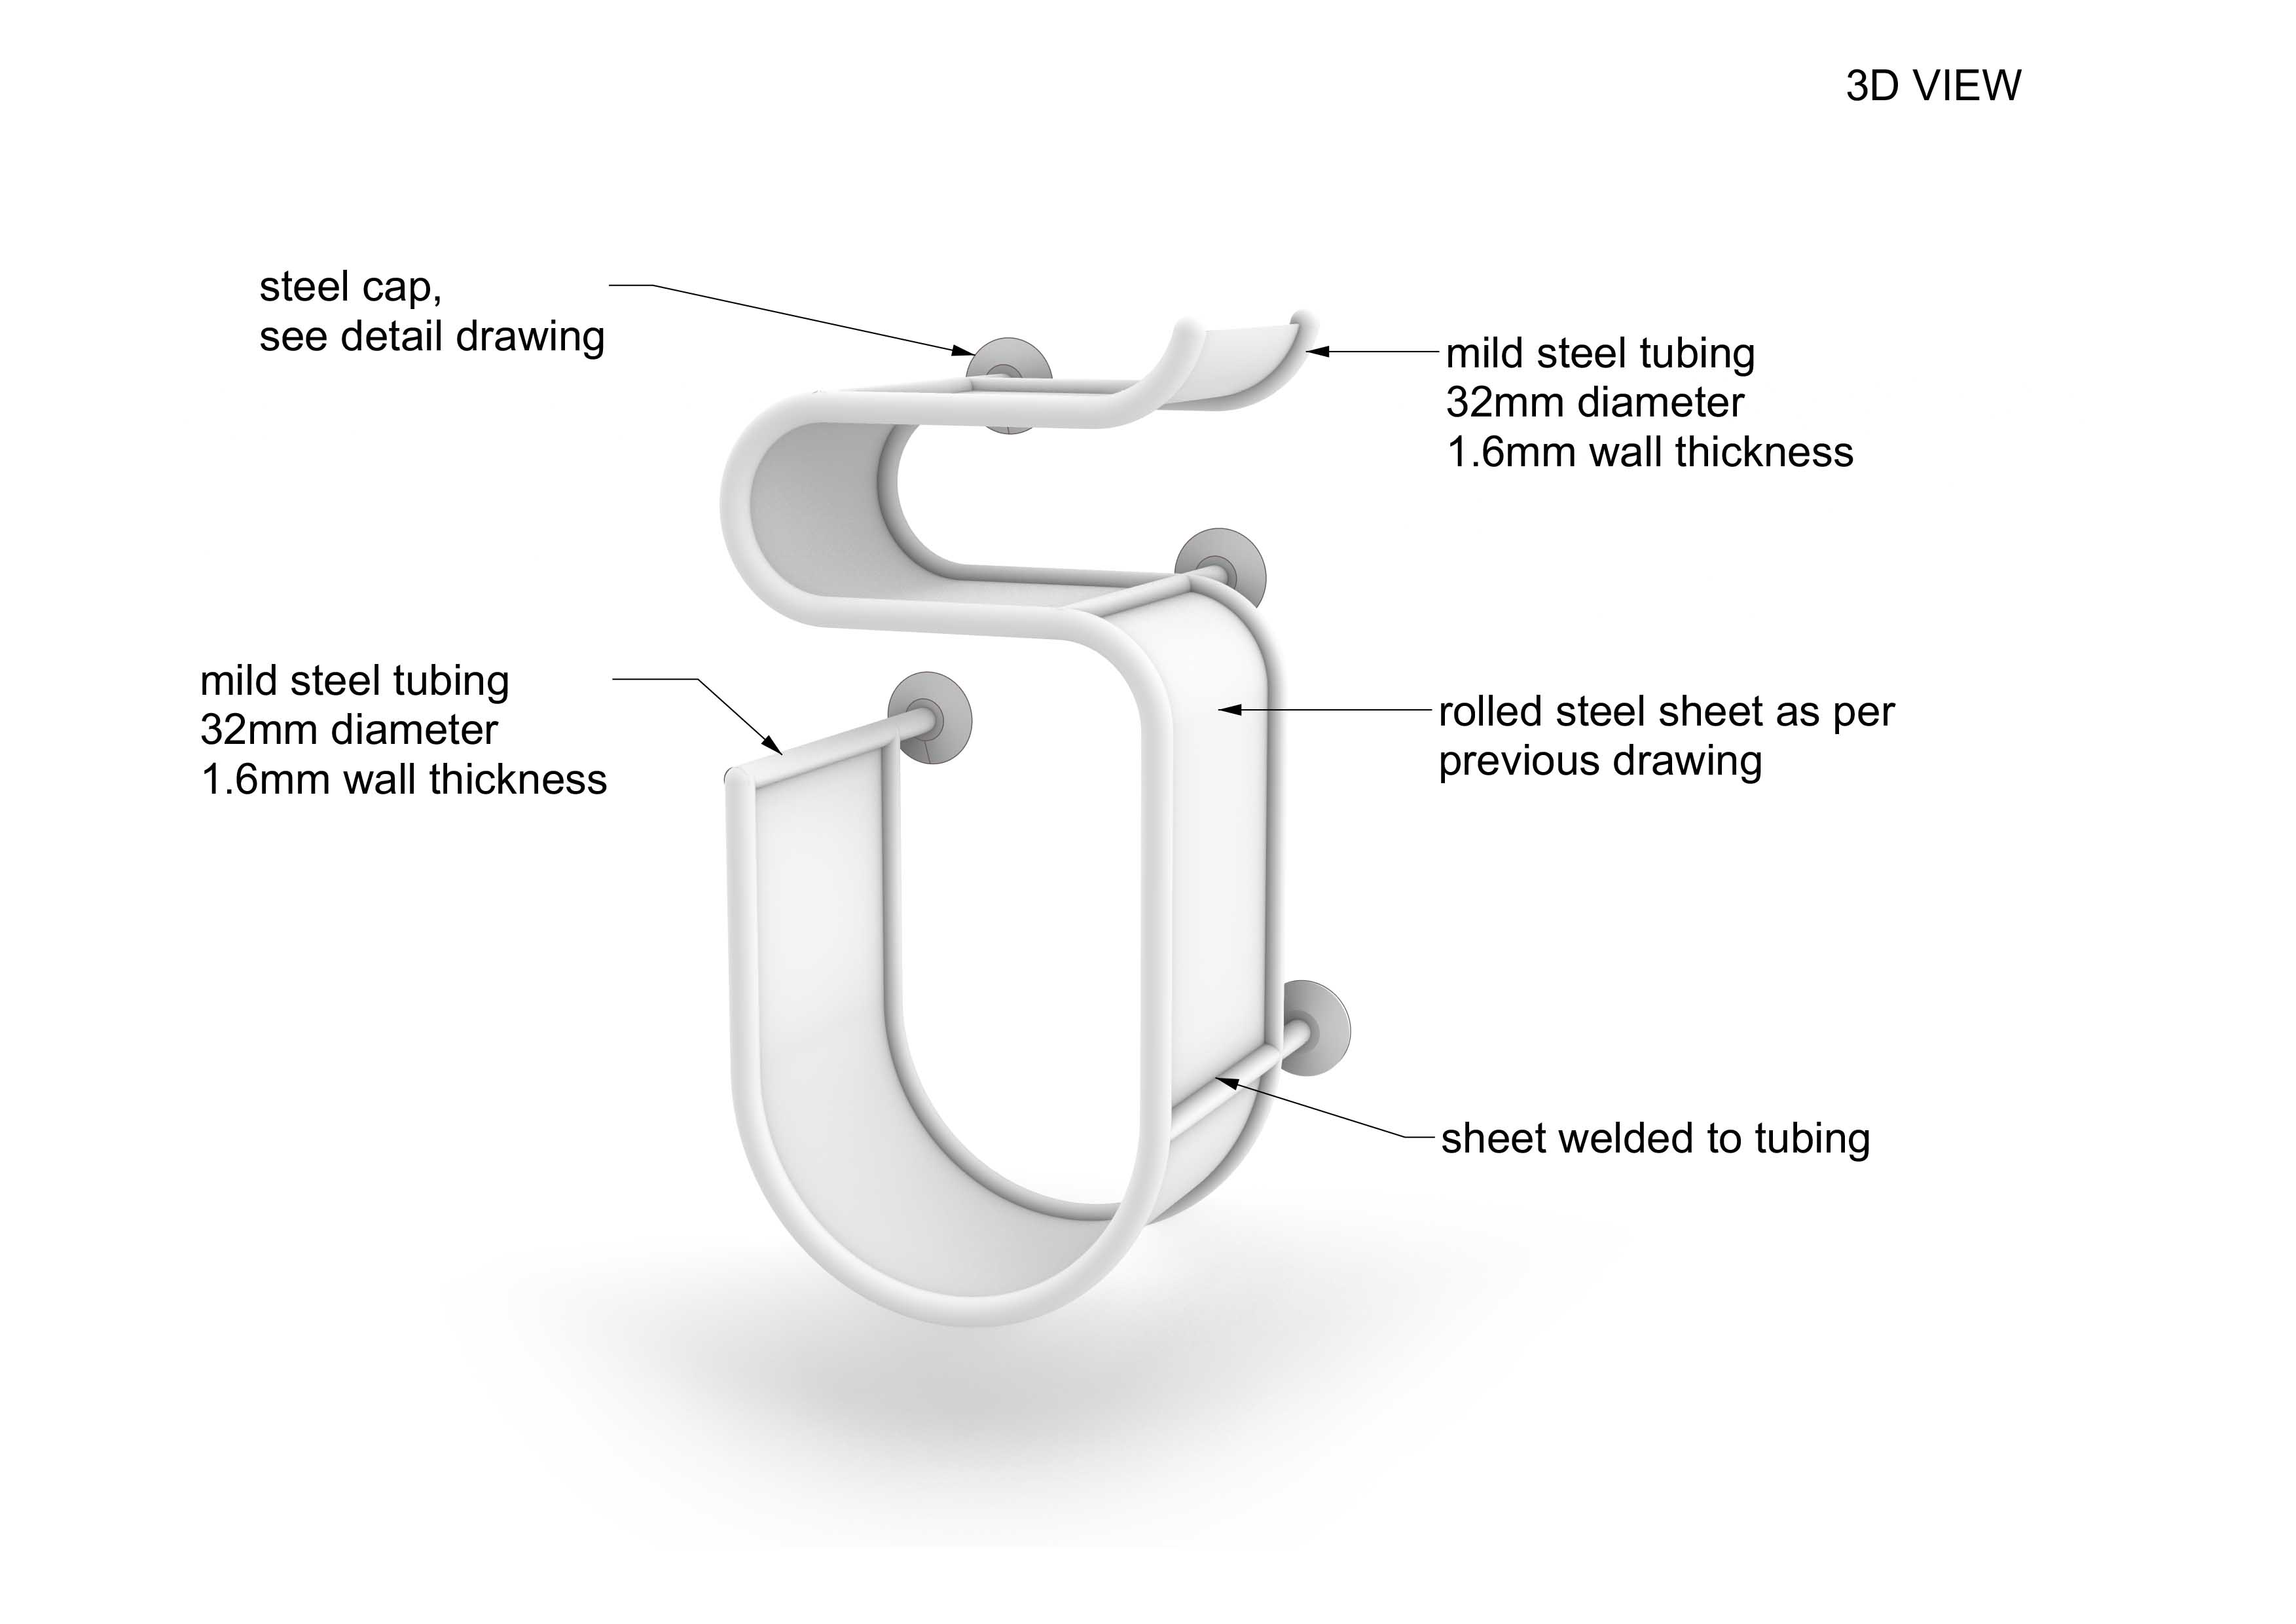 3D VIEW
steel cap,
see detail drawing
mild steel tubing
32mm diameter
1.6mm wall thickness
mild steel tubing
32mm diameter
1.6mm wall thickness
rolled steel sheet as per
previous drawing
sheet welded to tubing